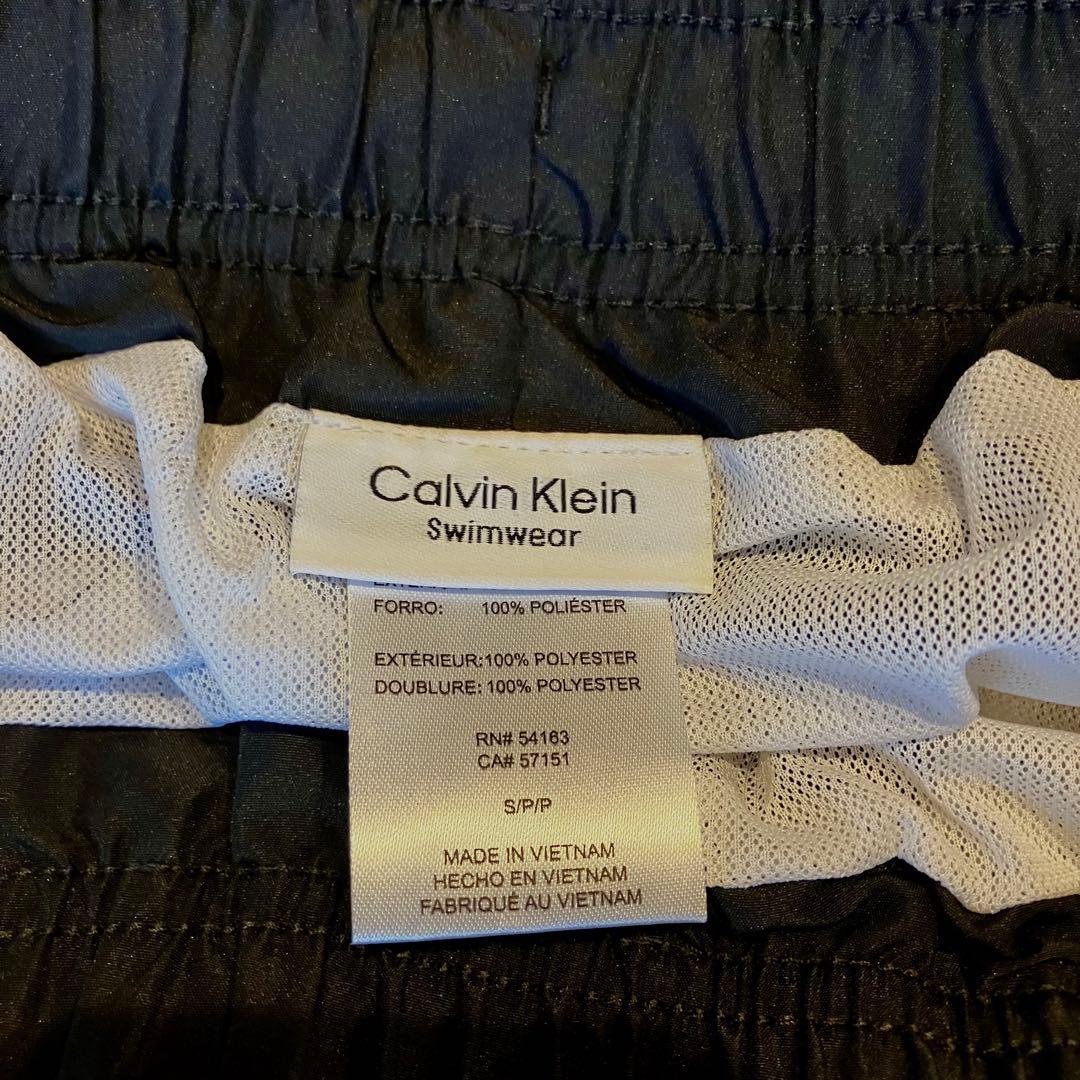 Calvin Klein
Swimwear
FORRO: 100% POLIÉSTER
EXTÉRIEUR:100% POLYESTER
DOUBLURE: 100% POLYESTER
RN# 54163
CA# 57151
S/P/P
MADE IN VIETNAM
HECHO EN VIETNAM
FABRIQUÉ AU VIETNAM